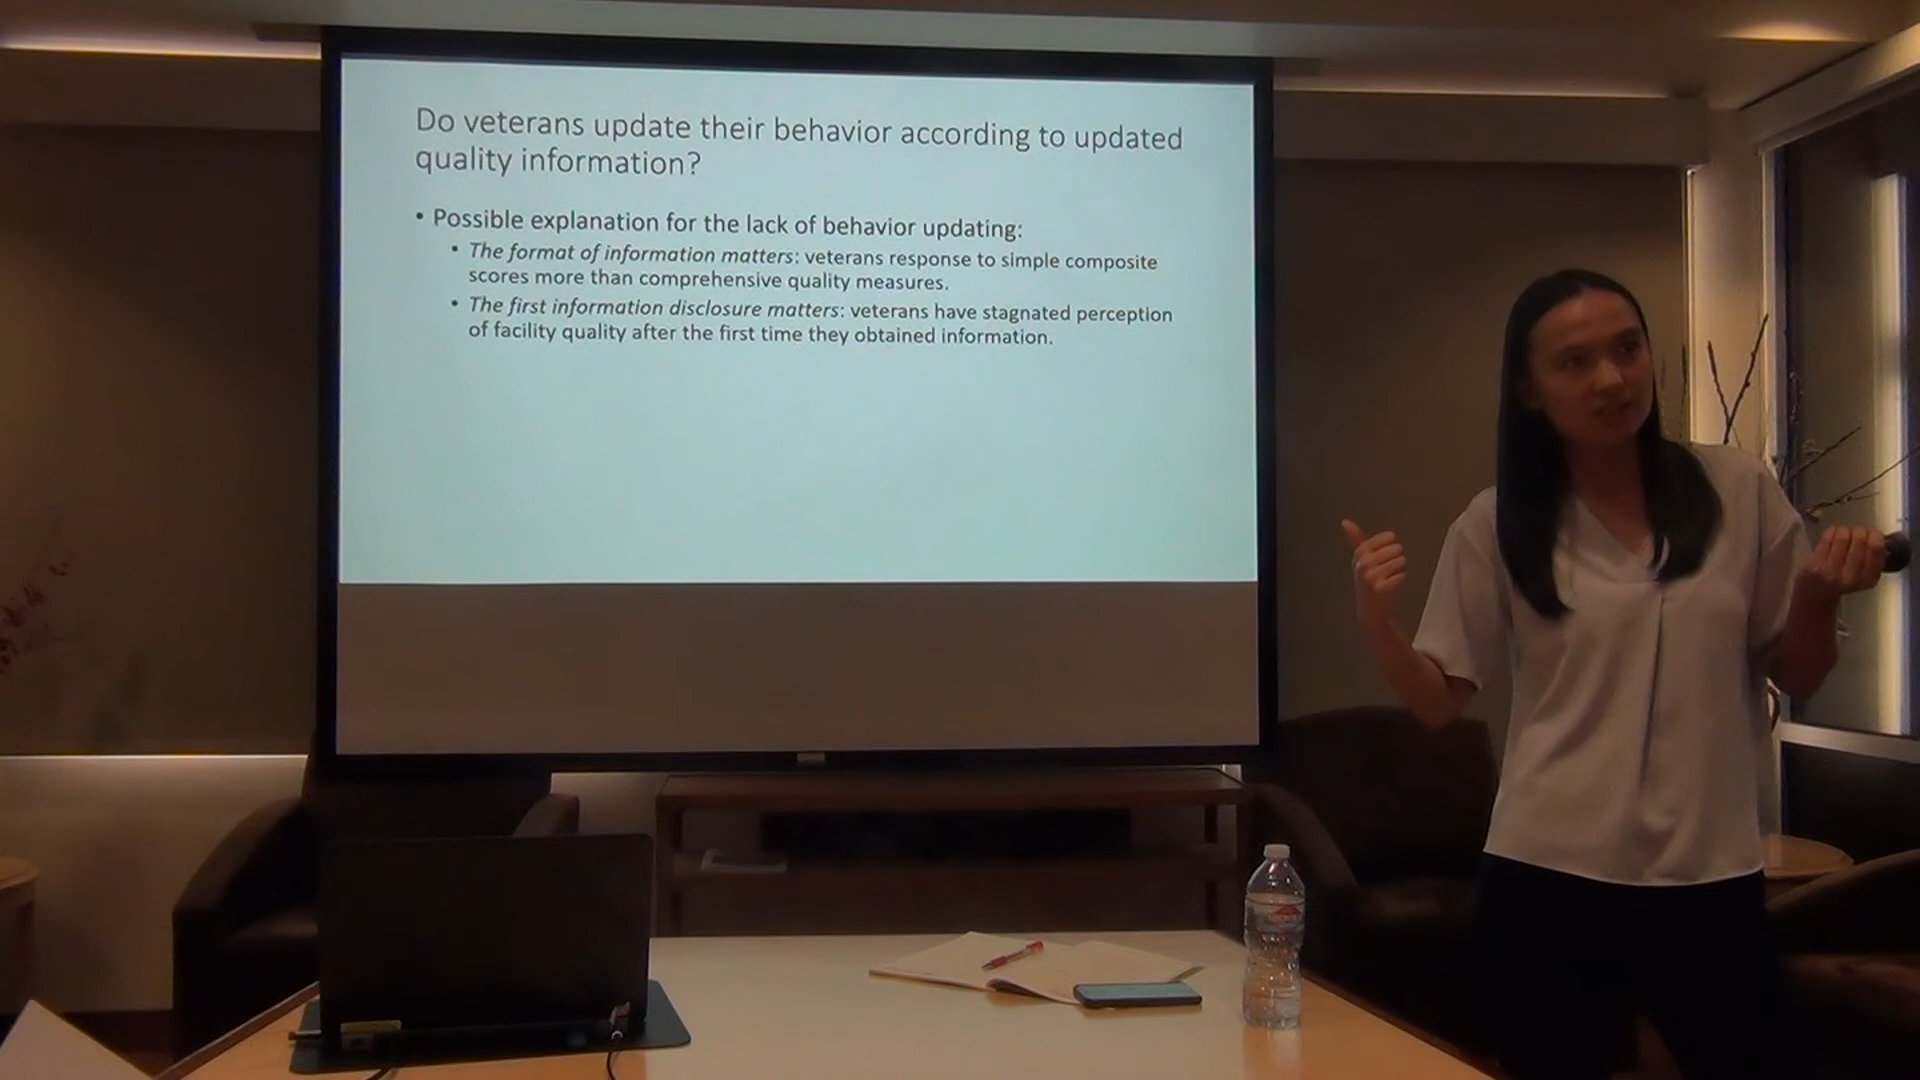 Do veterans update their behavior according to updated
quality information?
• Possible explanation for the lack of behavior updating:
• The format of information matters: veterans response to simple composite
scores more than comprehensive quality measures.
• The first information disclosure matters: veterans have stagnated perception
of facility quality after the first time they obtained information.